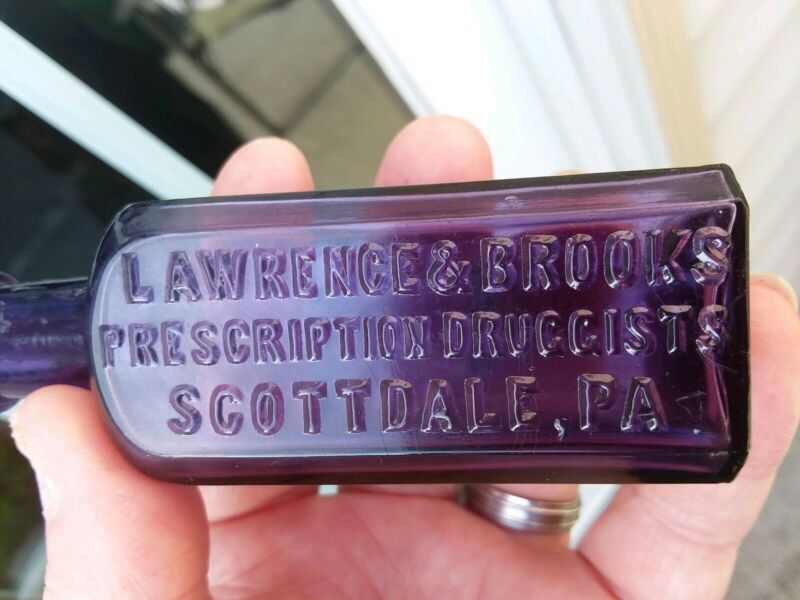 LAWRENCE & BROOKS
PRESCRIPTION DRUGGISTS
SCOTTDALE, PA.